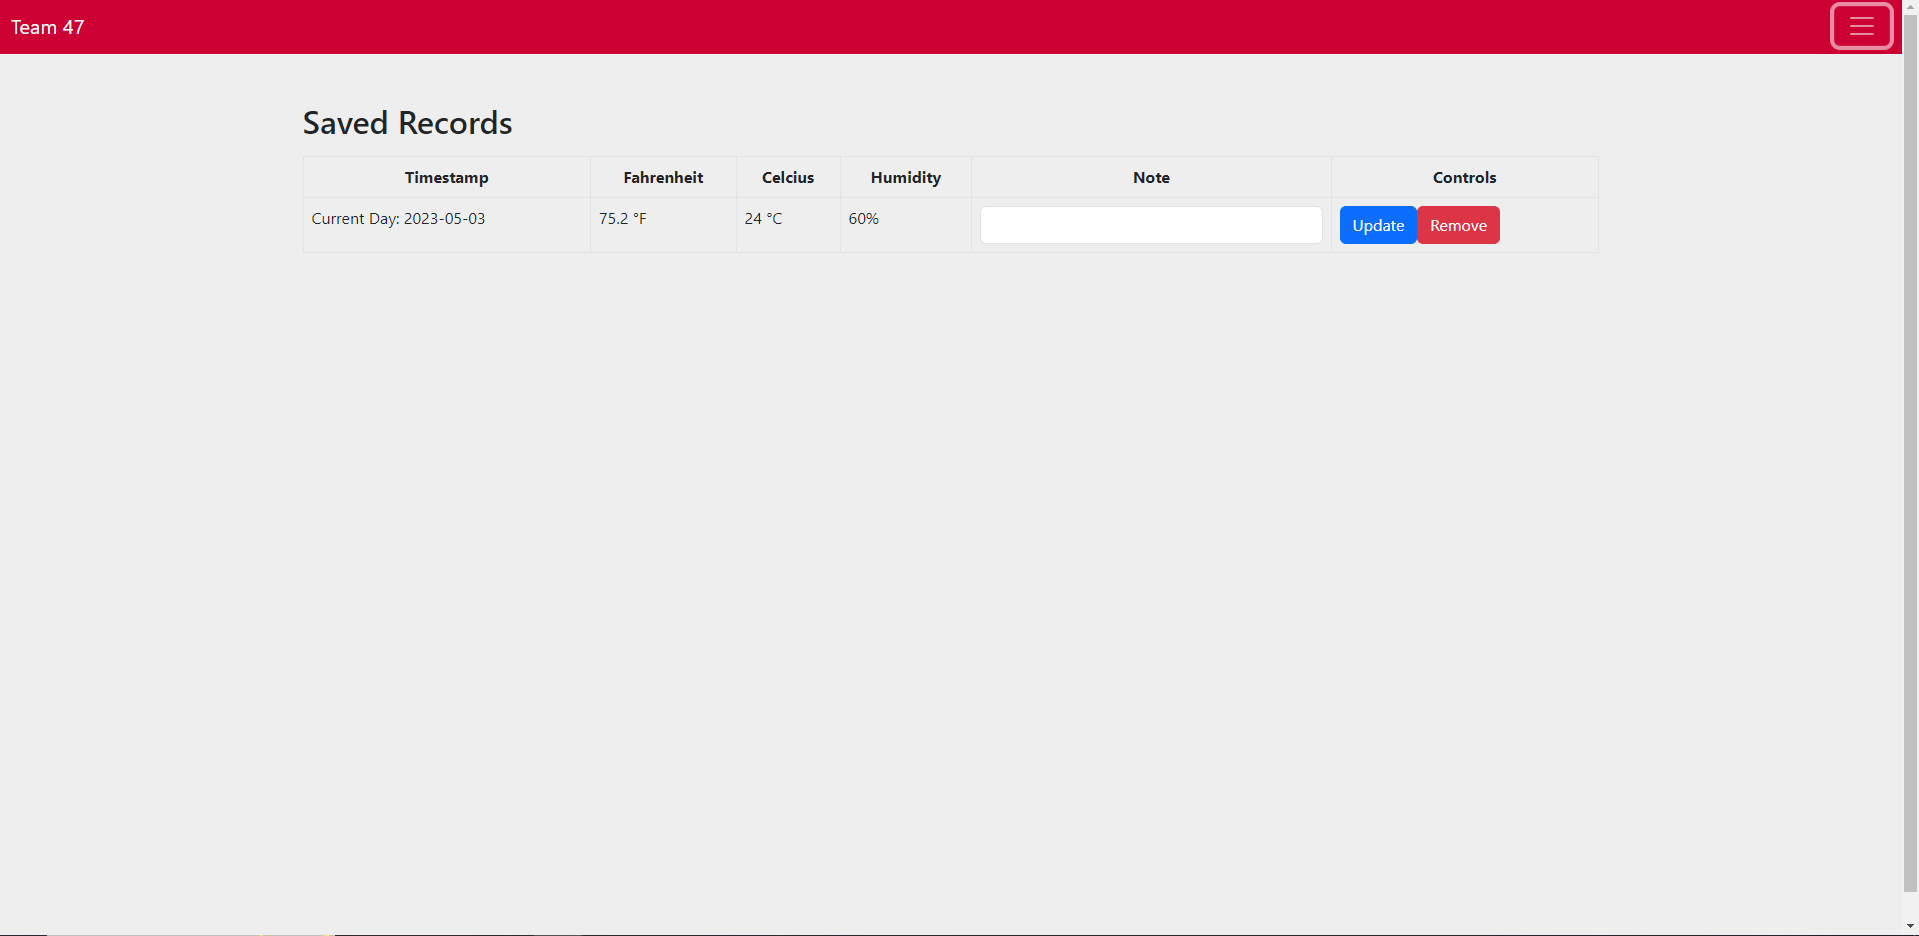 Team 47
Saved Records
Timestamp Fahrenheit Celcius Humidity Note Controls
Current Day: 2023-05-03 75.2 °F 24 °C 60% Update Remove